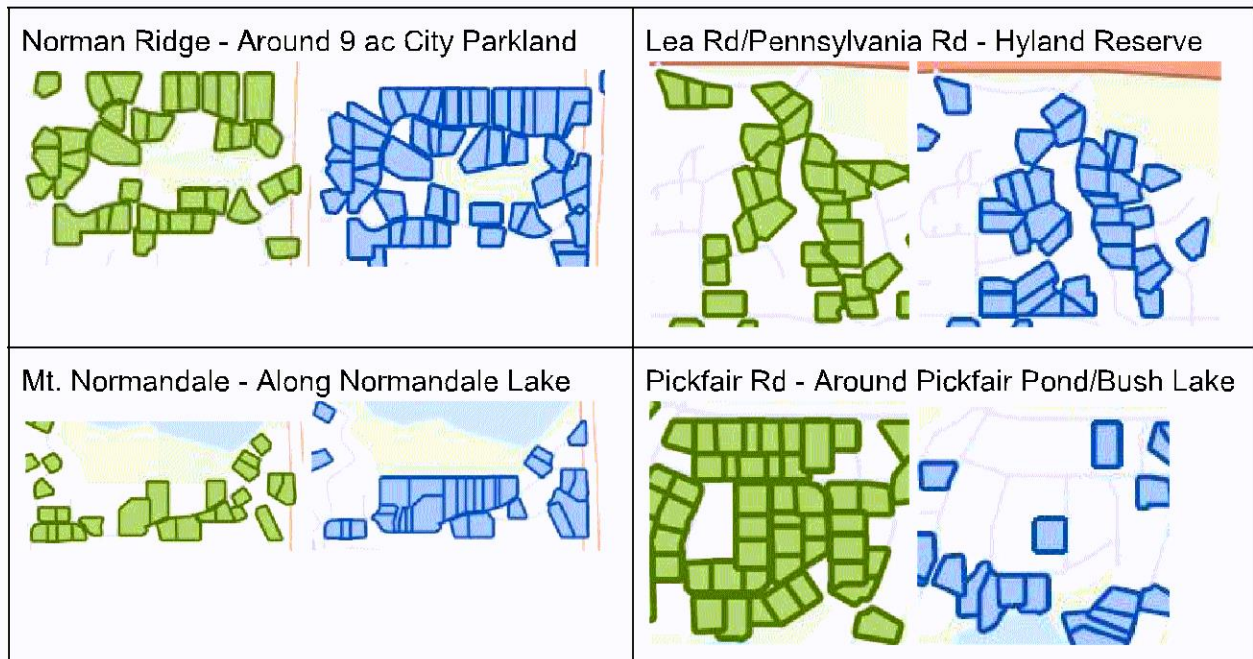 Norman Ridge - Around 9 ac City Parkland
Lea Rd/Pennsylvania Rd - Hyland Reserve
Mt. Normandale - Along Normandale Lake
Pickfair Rd - Around Pickfair Pond/Bush Lake